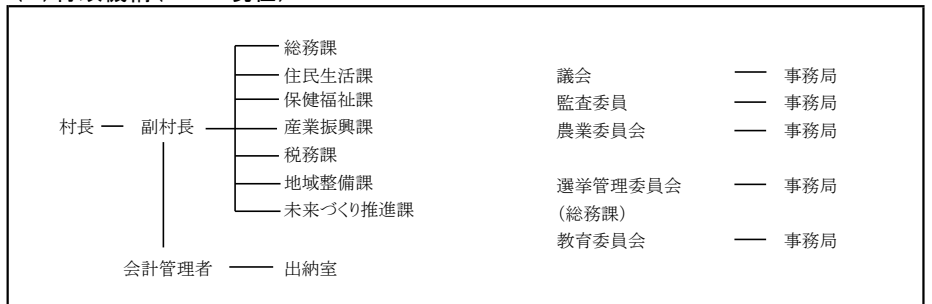 総務課
住民生活課
議会 事務局
保健福祉課
監査委員 事務局
村長 副村長 産業振興課
農業委員会 事務局
税務課
地域整備課
選挙管理委員会 事務局
未来づくり推進課
(総務課)
教育委員会 事務局
会計管理者 出納室